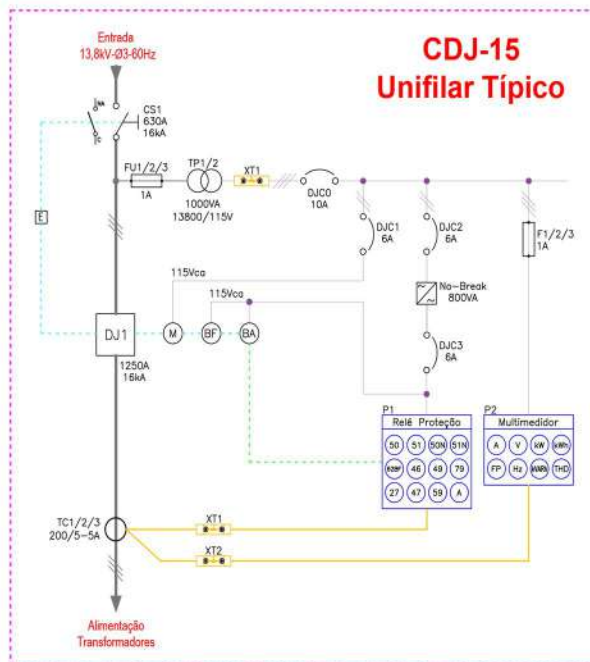 CDJ-15
Unifilar Típico
Entrada
13,8kV-Ø3-60Hz
NA
C
CS1
630A
16kA
FU1/2/3
1A
TP1/2
1000VA
13800/115V
XT1
DJC0
10A
DJC1
6A
DJC2
6A
F1/2/3
1A
E
115Vca
115Vca
No-Break
800VA
DJ1
M
BF
BA
1250A
16kA
DJC3
6A
P1
Relé Proteção
50 51 50N 51N
46 49 79
27 47 59 A
P2
Multimedidor
A V kW kWh
FP Hz THD
TC1/2/3
200/5-5A
XT1
XT2
Alimentação
Transformadores